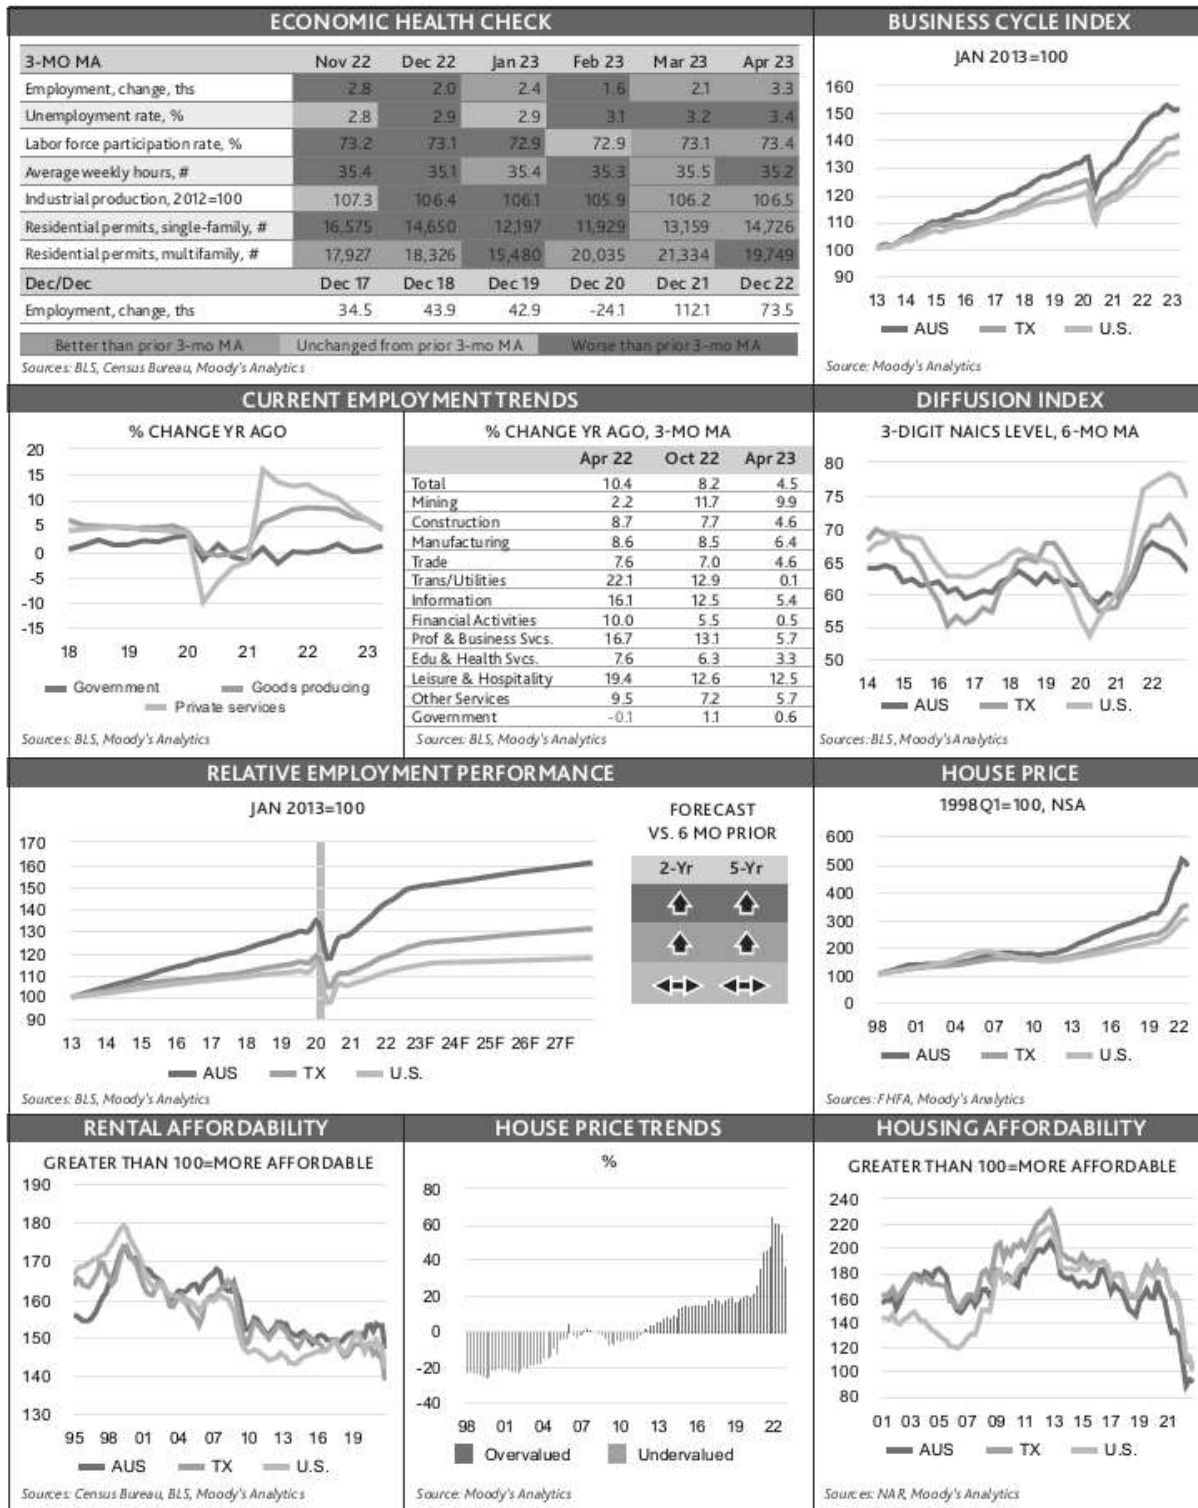 ECONOMIC HEALTH CHECK
3-MO MA Nov 22 Dec 22 Jan 23 Feb 23 Mar 23 Apr 23
Employment, change, ths 2.8 2.0 2.4 1.6 2.1 3.3
Unemployment rate, % 2.8 2.9 2.9 3.1 3.2 3.4
Labor force participation rate, % 73.2 73.1 72.9 72.9 73.1 73.4
Average weekly hours, # 35.4 35.1 35.4 35.3 35.5 35.2
Industrial production, 2012=100 107.3 106.4 106.1 105.9 106.2 106.5
Residential permits, single-family, # 16,575 14,650 12,197 11,929 13,159 14,726
Residential permits, multifamily, # 17,927 18,326 15,480 20,035 21,334 19,749
Dec/Dec Dec 17 Dec 18 Dec 19 Dec 20 Dec 21 Dec 22
Employment, change, ths 34.5 43.9 42.9 -24.1 112.1 73.5
Better than prior 3-mo MA Unchanged from prior 3-mo MA Worse than prior 3-mo MA
Sources: BLS, Census Bureau, Moody's Analytics
BUSINESS CYCLE INDEX
JAN 2013=100
160
150
140
130
120
110
100
90
13 14 15 16 17 18 19 20 21 22 23
AUS TX U.S.
Source: Moody's Analytics
CURRENT EMPLOYMENT TRENDS
% CHANGE YR AGO
20
15
10
5
0
-5
-10
-15
18 19 20 21 22 23
Government Goods producing
Private services
Sources: BLS, Moody's Analytics
% CHANGE YR AGO, 3-MO MA
Apr 22 Oct 22 Apr 23
Total 10.4 8.2 4.5
Mining 2.2 11.7 9.9
Construction 8.7 7.7 4.6
Manufacturing 8.6 8.5 6.4
Trade 7.6 7.0 4.6
Trans/Utilities 22.1 12.9 0.1
Information 16.1 12.5 5.4
Financial Activities 10.0 5.5 0.5
Prof & Business Svcs. 16.7 13.1 5.7
Edu & Health Svcs. 7.6 6.3 3.3
Leisure & Hospitality 19.4 12.6 12.5
Other Services 9.5 7.2 5.7
Government -0.1 1.1 0.6
Sources: BLS, Moody's Analytics
DIFFUSION INDEX
3-DIGIT NAICS LEVEL, 6-MO MA
80
75
70
65
60
55
50
14 15 16 17 18 19 20 21 22
AUS TX U.S.
Sources: BLS, Moody's Analytics
RELATIVE EMPLOYMENT PERFORMANCE
JAN 2013=100
170
160
150
140
130
120
110
100
90
13 14 15 16 17 18 19 20 21 22 23F 24F 25F 26F 27F
AUS TX U.S.
Sources: BLS, Moody's Analytics
FORECAST
VS. 6 MO PRIOR
2-Yr 5-Yr
HOUSE PRICE
1998Q1=100, NSA
600
500
400
300
200
100
0
98 01 04 07 10 13 16 19 22
AUS TX U.S.
Sources: FHFA, Moody's Analytics
RENTAL AFFORDABILITY
GREATER THAN 100=MORE AFFORDABLE
190
180
170
160
150
140
130
95 98 01 04 07 10 13 16 19
AUS TX U.S.
Sources: Census Bureau, BLS, Moody's Analytics
HOUSE PRICE TRENDS
%
80
60
40
20
0
-20
-40
98 01 04 07 10 13 16 19 22
Overvalued Undervalued
Source: Moody's Analytics
HOUSING AFFORDABILITY
GREATER THAN 100=MORE AFFORDABLE
240
220
200
180
160
140
120
100
80
01 03 05 07 09 11 13 15 17 19 21
AUS TX U.S.
Sources: NAR, Moody's Analytics